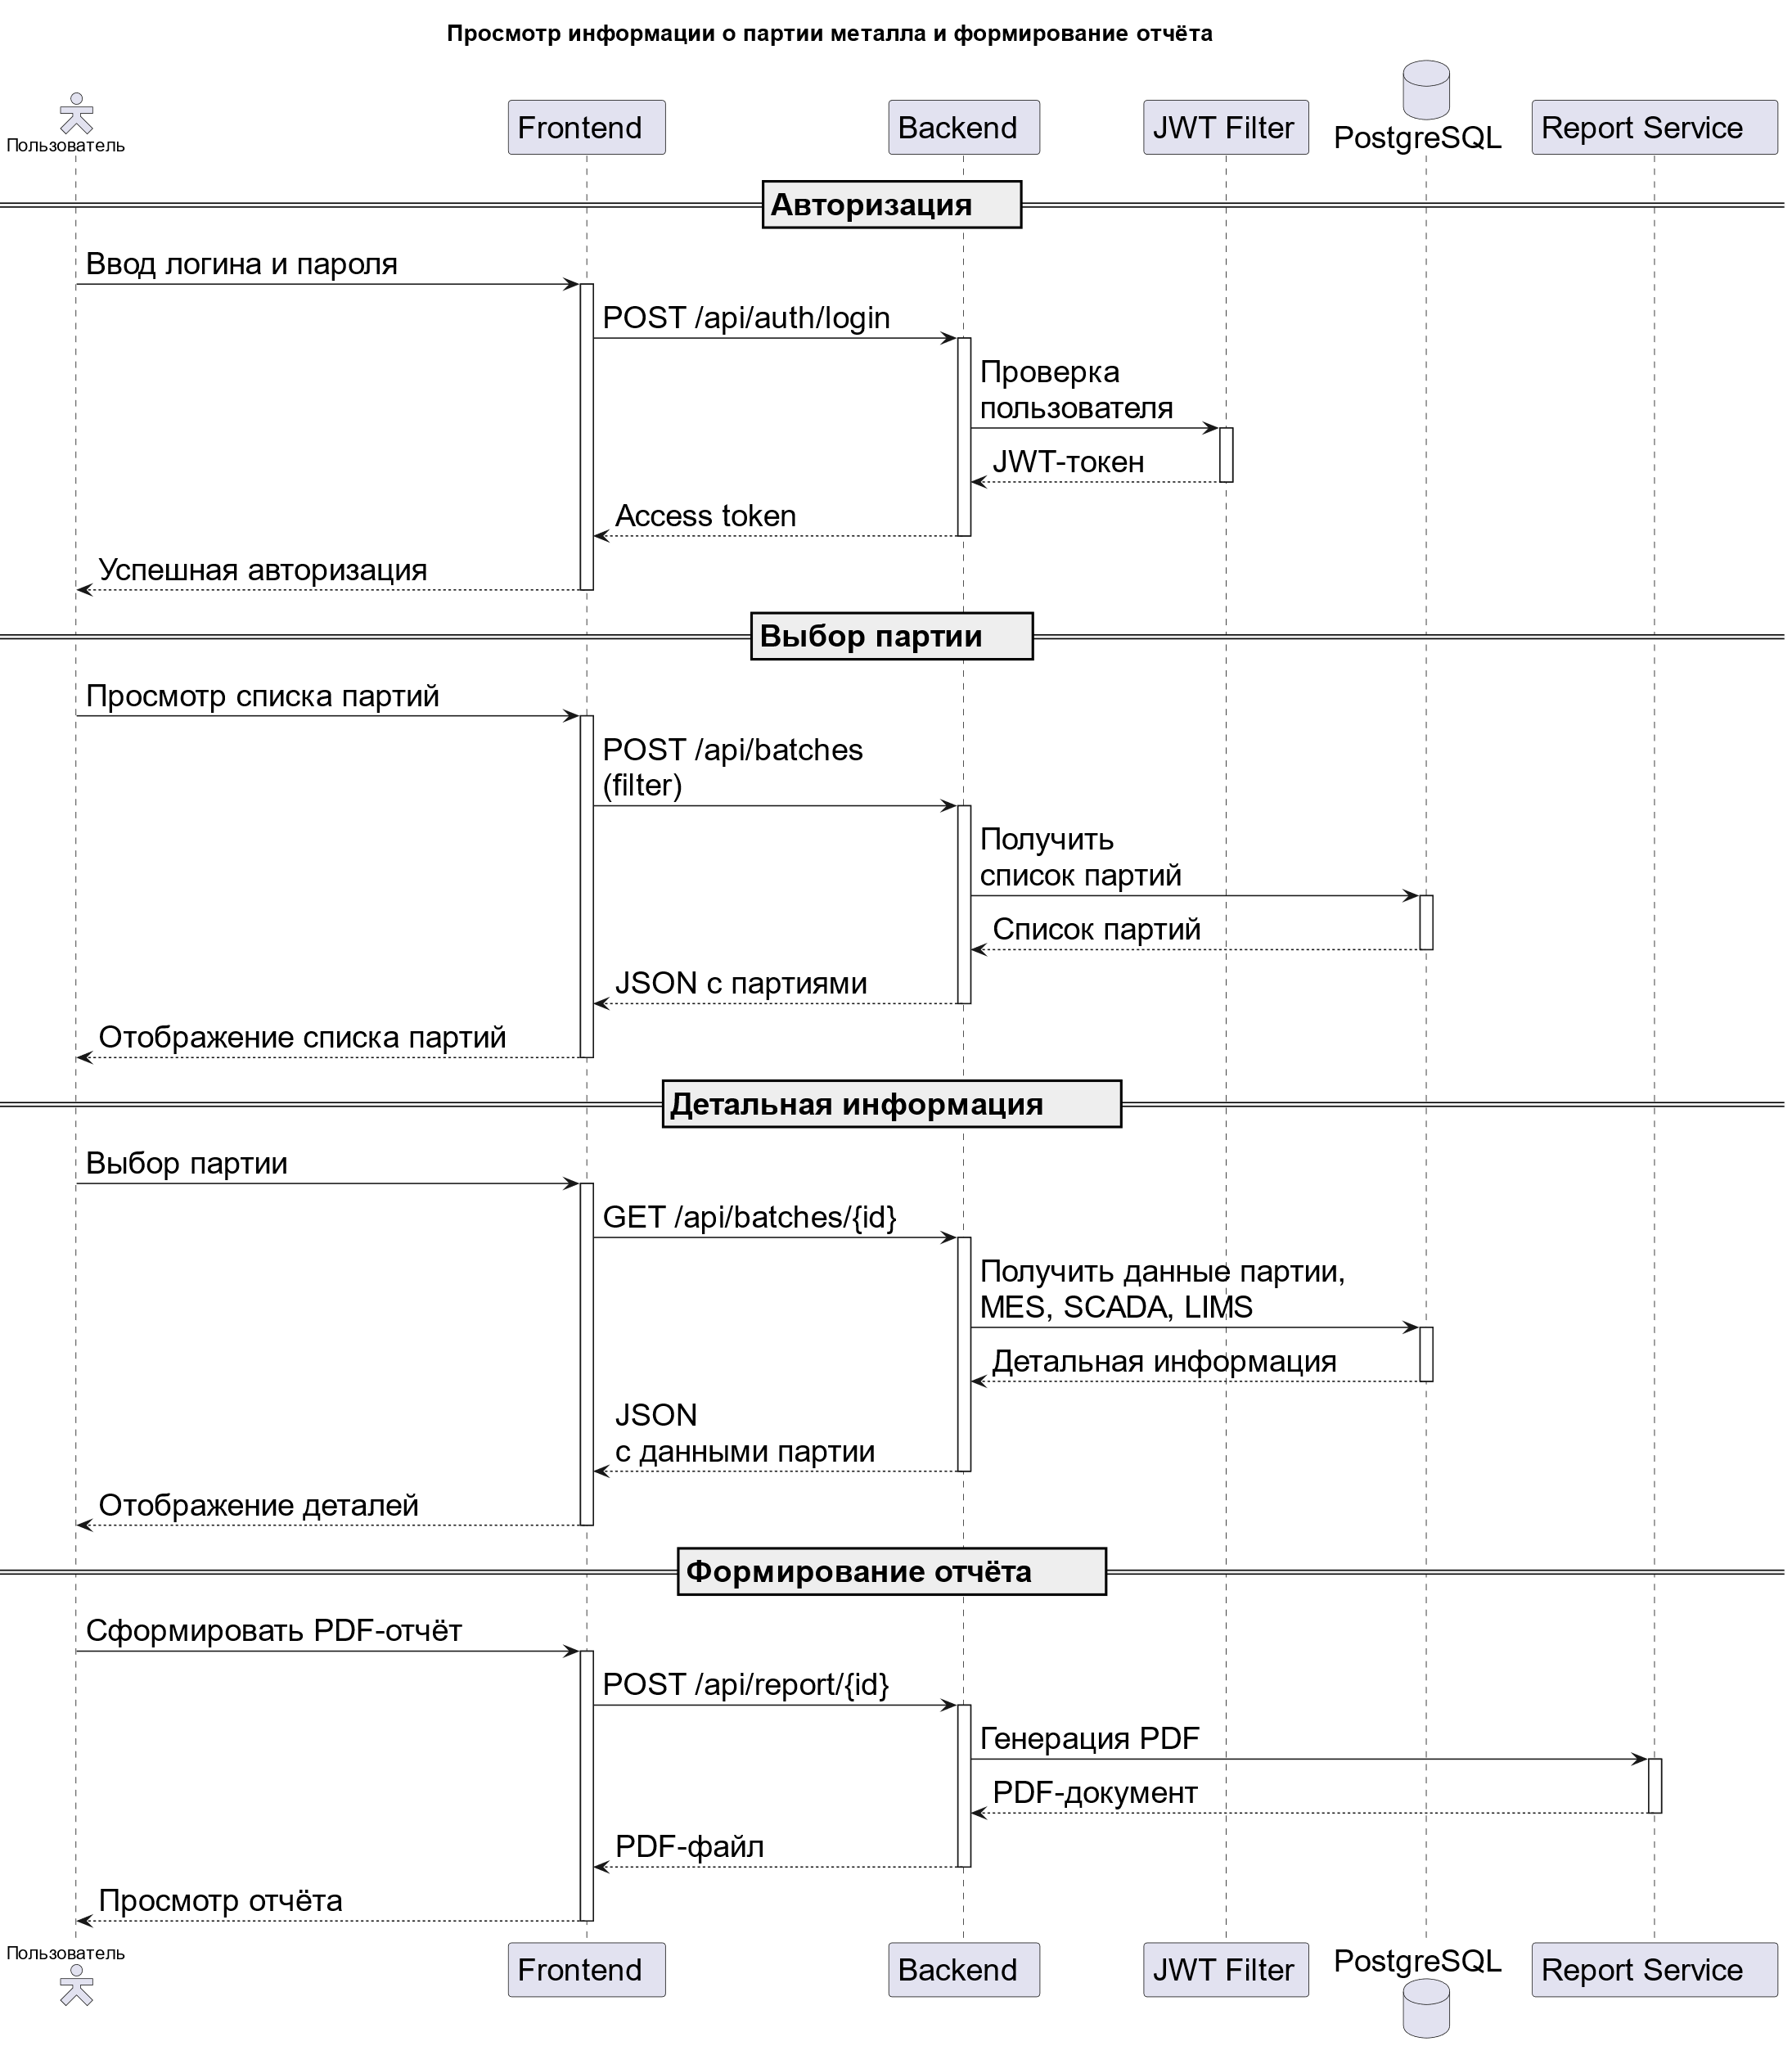 Просмотр информации о партии металла и формирование отчёта
Пользователь
Frontend
Backend
JWT Filter
PostgreSQL
Report Service
Авторизация
Ввод логина и пароля
POST /api/auth/login
Проверка
пользователя
JWT-токен
Access token
Успешная авторизация
Выбор партии
Просмотр списка партий
POST /api/batches
(filter)
Получить
список партий
Список партий
JSON с партиями
Отображение списка партий
Детальная информация
Выбор партии
GET /api/batches/{id}
Получить данные партии,
MES, SCADA, LIMS
Детальная информация
JSON
с данными партии
Отображение деталей
Формирование отчёта
Сформировать PDF-отчёт
POST /api/report/{id}
Генерация PDF
PDF-документ
PDF-файл
Просмотр отчёта
Пользователь
Frontend
Backend
JWT Filter
PostgreSQL
Report Service